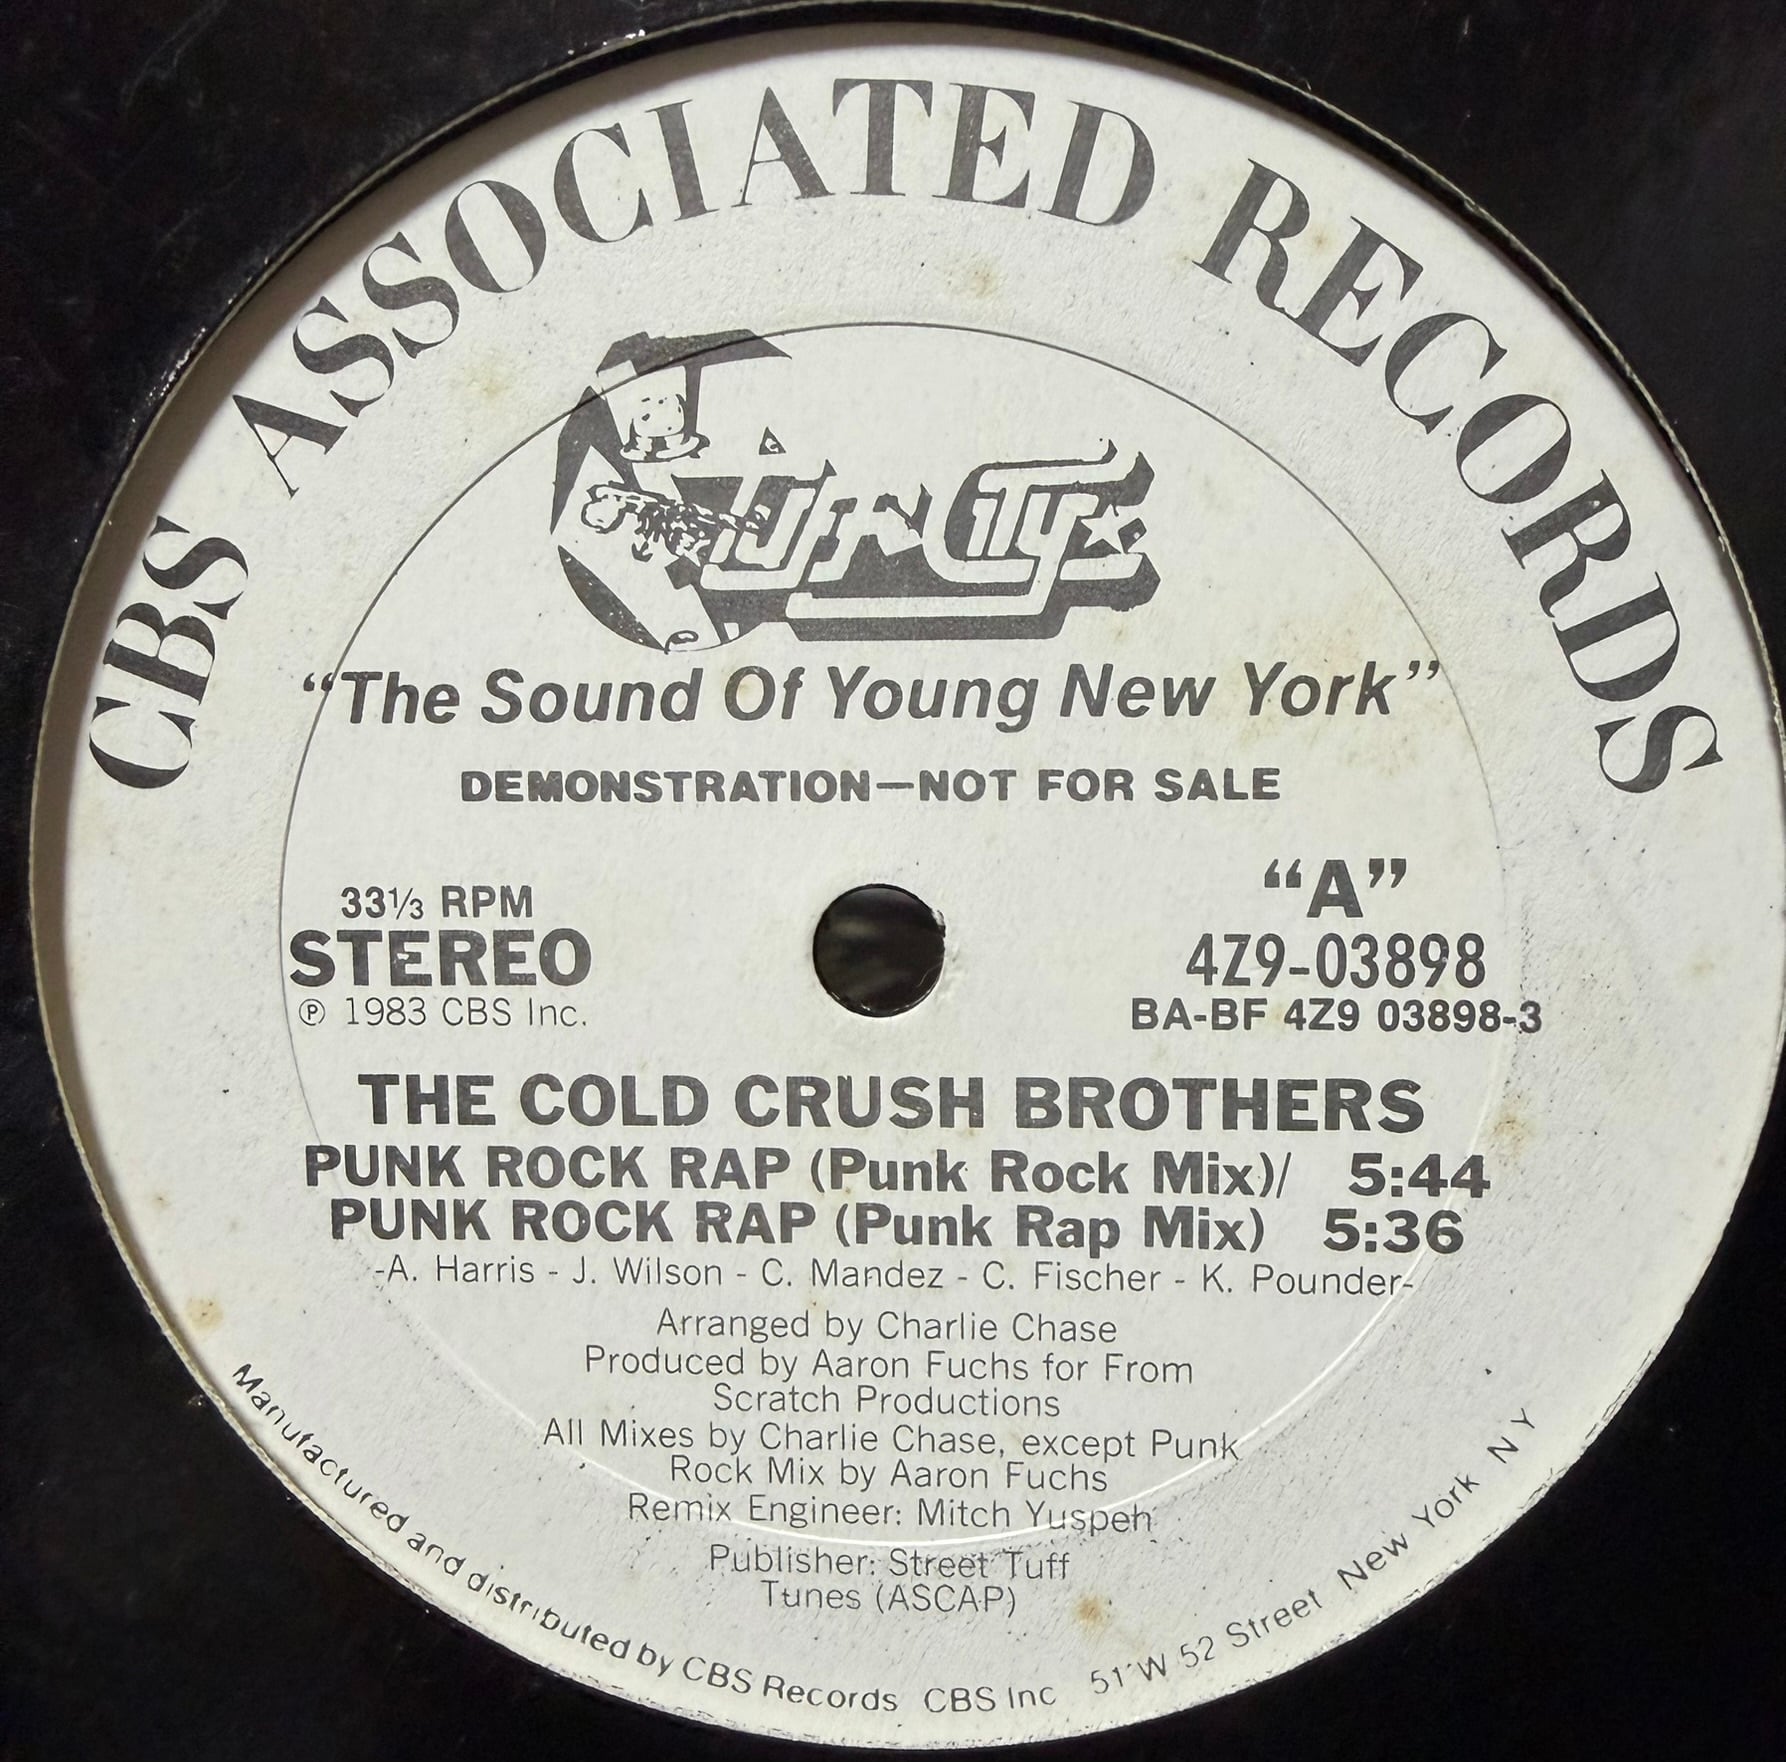 CBS ASSOCIATED RECORDS
Tuff City
“The Sound Of Young New York”
DEMONSTRATION—NOT FOR SALE
33⅓ RPM
STEREO
℗ 1983 CBS Inc.
“A”
4Z9-03898
BA-BF 4Z9 03898-3
THE COLD CRUSH BROTHERS
PUNK ROCK RAP (Punk Rock Mix)/ 5:44
PUNK ROCK RAP (Punk Rap Mix) 5:36
-A. Harris - J. Wilson - C. Mandez - C. Fischer - K. Pounder-
Arranged by Charlie Chase
Produced by Aaron Fuchs for From
Scratch Productions
All Mixes by Charlie Chase, except Punk
Rock Mix by Aaron Fuchs
Remix Engineer: Mitch Yuspeh
Publisher: Street Tuff
Tunes (ASCAP)
Manufactured and distributed by CBS Records CBS Inc 51 W 52 Street New York N Y